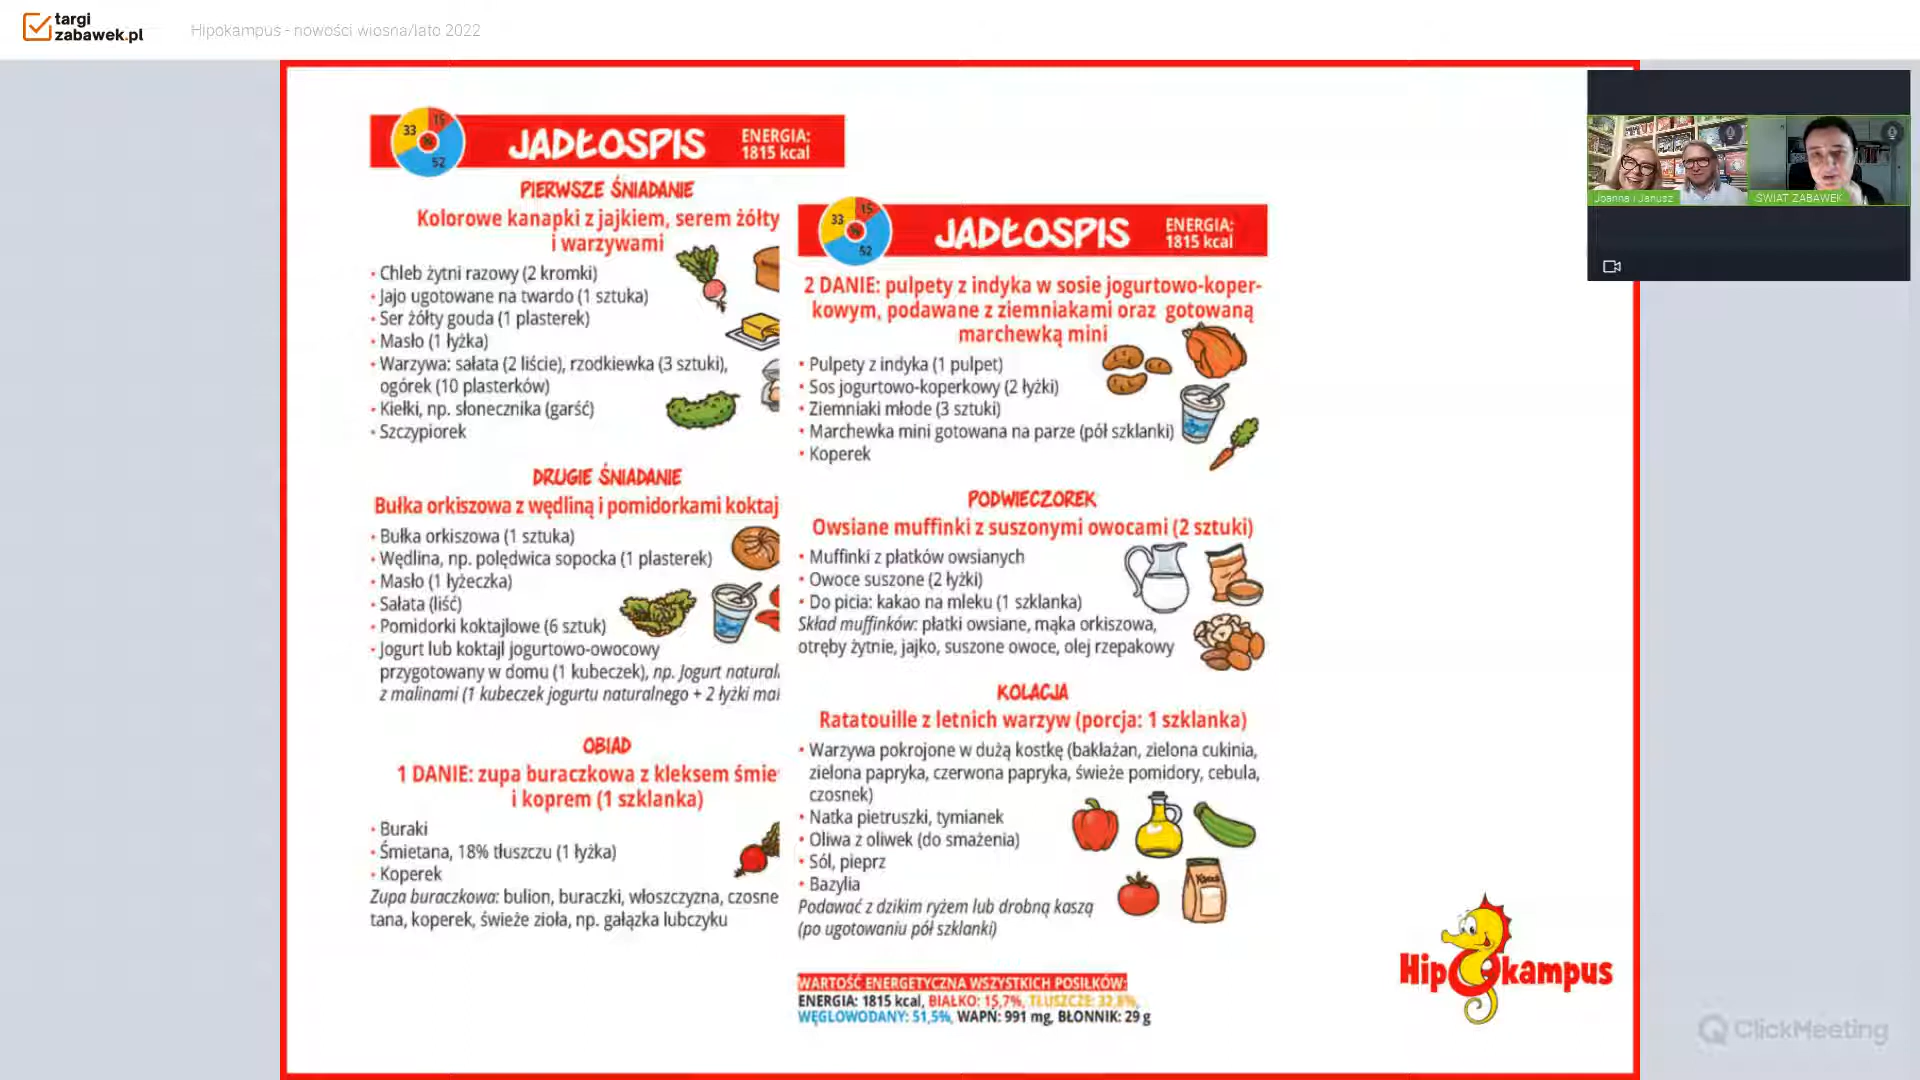 targi
zabawek.pl
Hipokampus - nowości wiosna/lato 2022
33
15
%
52
JADŁOSPIS
ENERGIA:
1815 kcal
PIERWSZE ŚNIADANIE
Kolorowe kanapki z jajkiem, serem żółty
i warzywami
• Chleb żytni razowy (2 kromki)
• Jajo ugotowane na twardo (1 sztuka)
• Ser żółty gouda (1 plasterek)
• Masło (1 łyżka)
• Warzywa: sałata (2 liście), rzodkiewka (3 sztuki),
ogórek (10 plasterków)
• Kiełki, np. słonecznika (garść)
• Szczypiorek
DRUGIE ŚNIADANIE
Bułka orkiszowa z wędliną i pomidorkami koktaj
• Bułka orkiszowa (1 sztuka)
• Wędlina, np. polędwica sopocka (1 plasterek)
• Masło (1 łyżeczka)
• Sałata (liść)
• Pomidorki koktajlowe (6 sztuk)
• Jogurt lub koktajl jogurtowo-owocowy
przygotowany w domu (1 kubeczek), np. Jogurt natural
z malinami (1 kubeczek jogurtu naturalnego + 2 łyżki mal
OBIAD
1 DANIE: zupa buraczkowa z kleksem śmie
i koprem (1 szklanka)
• Buraki
• Śmietana, 18% tłuszczu (1 łyżka)
• Koperek
Zupa buraczkowa: bulion, buraczki, włoszczyzna, czosne
tana, koperek, świeże zioła, np. gałązka lubczyku
33
15
%
52
JADŁOSPIS
ENERGIA:
1815 kcal
2 DANIE: pulpety z indyka w sosie jogurtowo-koper-
kowym, podawane z ziemniakami oraz gotowaną
marchewką mini
• Pulpety z indyka (1 pulpet)
• Sos jogurtowo-koperkowy (2 łyżki)
• Ziemniaki młode (3 sztuki)
• Marchewka mini gotowana na parze (pół szklanki)
• Koperek
PODWIECZOREK
Owsiane muffinki z suszonymi owocami (2 sztuki)
• Muffinki z płatków owsianych
• Owoce suszone (2 łyżki)
• Do picia: kakao na mleku (1 szklanka)
Skład muffinków: płatki owsiane, mąka orkiszowa,
otręby żytnie, jajko, suszone owoce, olej rzepakowy
KOLACJA
Ratatouille z letnich warzyw (porcja: 1 szklanka)
• Warzywa pokrojone w dużą kostkę (bakłażan, zielona cukinia,
zielona papryka, czerwona papryka, świeże pomidory, cebula,
czosnek)
• Natka pietruszki, tymianek
• Oliwa z oliwek (do smażenia)
• Sól, pieprz
• Bazylia
Podawać z dzikim ryżem lub drobną kaszą
(po ugotowaniu pół szklanki)
Kasza
WARTOŚĆ ENERGETYCZNA WSZYSTKICH POSIŁKÓW:
ENERGIA: 1815 kcal, BIAŁKO: 15,7%, TŁUSZCZE: 32,8%,
WĘGLOWODANY: 51,5%, WAPŃ: 991 mg, BŁONNIK: 29 g
Joanna i Janusz
ŚWIAT ZABAWEK
Hipokampus
ClickMeeting